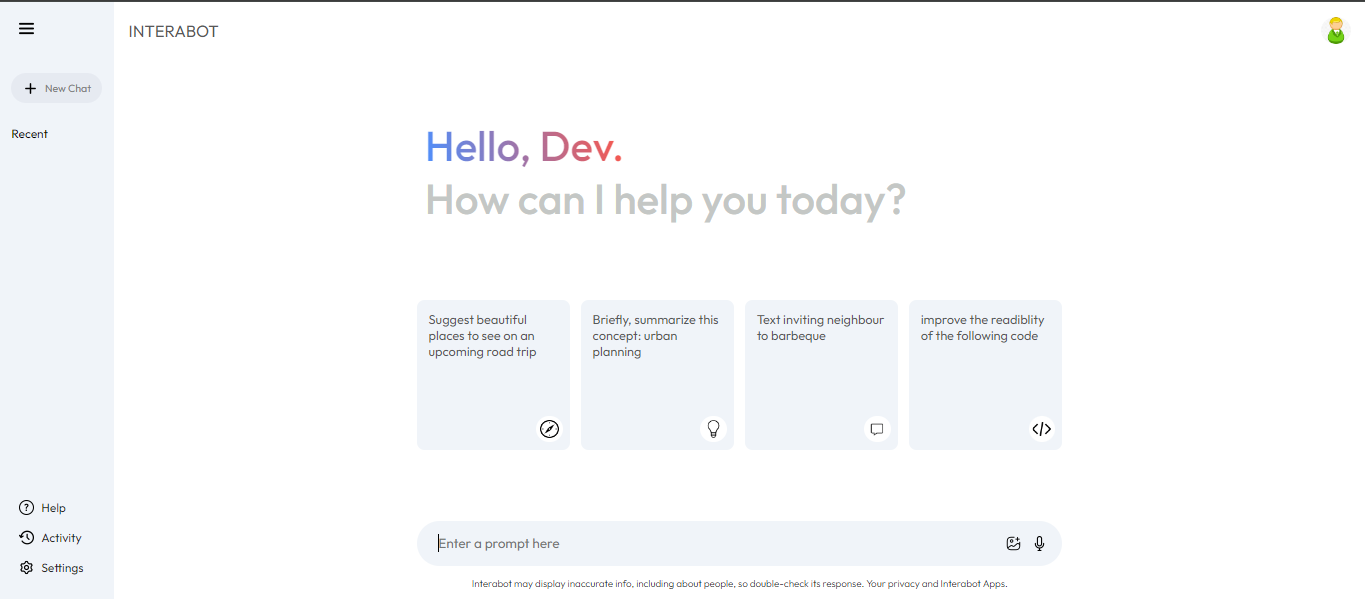 INTERABOT
New Chat
Recent
Hello, Dev.
How can I help you today?
Suggest beautiful
places to see on an
upcoming road trip
Briefly, summarize this
concept: urban
planning
Text inviting neighbour
to barbeque
improve the readiblity
of the following code
Help
Activity
Settings
Enter a prompt here
Interabot may display inaccurate info, including about people, so double-check its response. Your privacy and Interabot Apps.